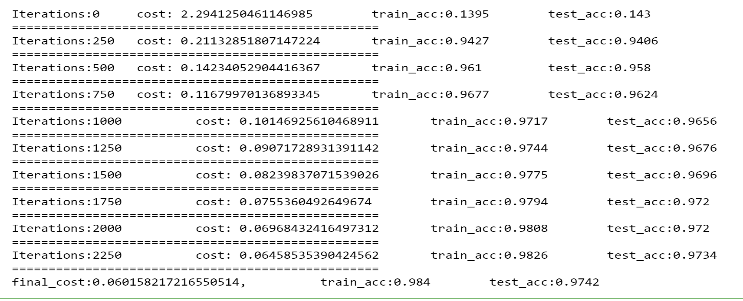 Iterations:0 cost: 2.2941250461146985 train_acc:0.1395 test_acc:0.143
==================================================
Iterations:250 cost: 0.21132851807147224 train_acc:0.9427 test_acc:0.9406
==================================================
Iterations:500 cost: 0.14234052904416367 train_acc:0.961 test_acc:0.958
==================================================
Iterations:750 cost: 0.11679970136893345 train_acc:0.9677 test_acc:0.9624
==================================================
Iterations:1000 cost: 0.10146925610468911 train_acc:0.9717 test_acc:0.9656
==================================================
Iterations:1250 cost: 0.09071728931391142 train_acc:0.9744 test_acc:0.9676
==================================================
Iterations:1500 cost: 0.08239837071539026 train_acc:0.9775 test_acc:0.9696
==================================================
Iterations:1750 cost: 0.0755360492649674 train_acc:0.9794 test_acc:0.972
==================================================
Iterations:2000 cost: 0.06968432416497312 train_acc:0.9808 test_acc:0.972
==================================================
Iterations:2250 cost: 0.06458535390424562 train_acc:0.9826 test_acc:0.9734
==================================================
final_cost:0.060158217216550514, train_acc:0.984 test_acc:0.9742